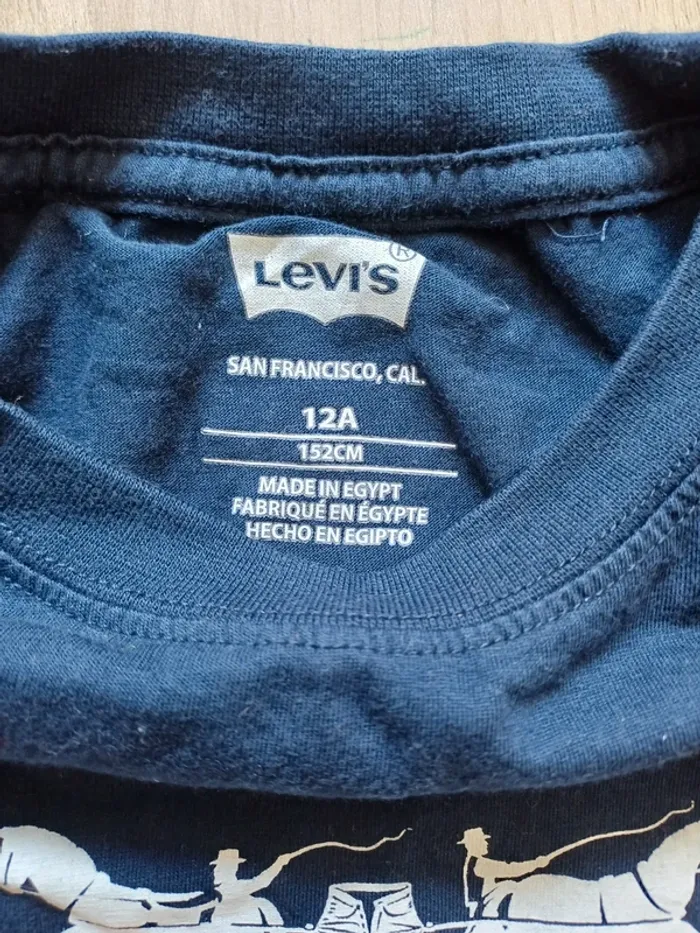 LEVI'S ®
SAN FRANCISCO, CAL.
12A
152CM
MADE IN EGYPT
FABRIQUÉ EN ÉGYPTE
HECHO EN EGIPTO